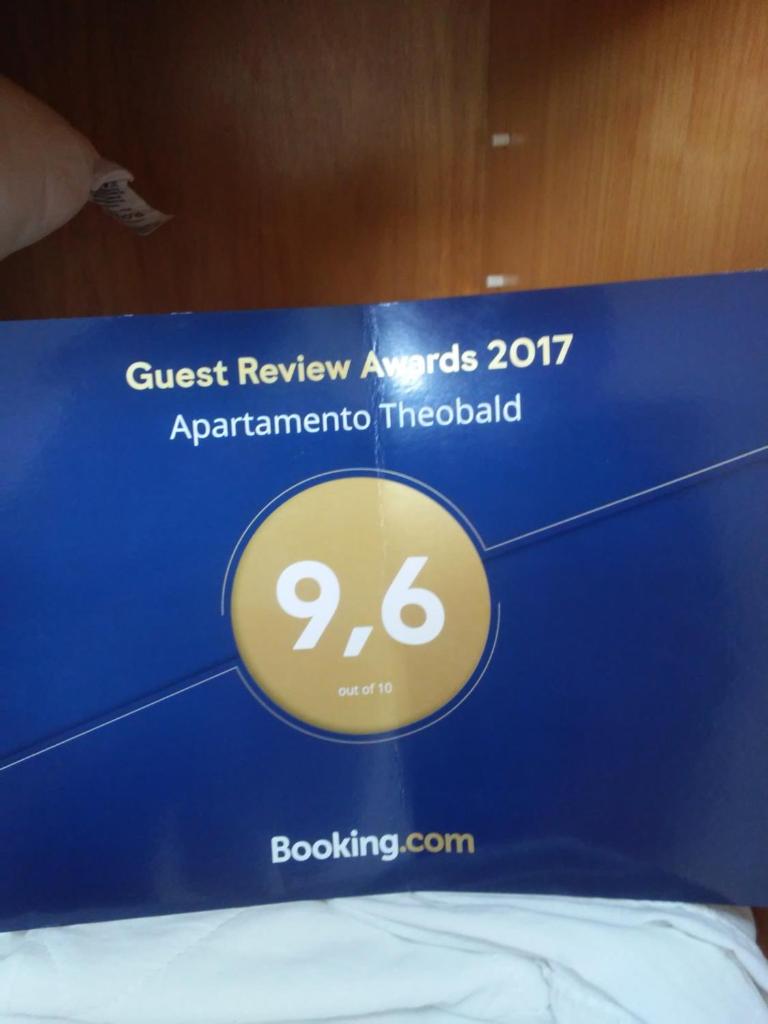 Guest Review Awards 2017
Apartamento Theobald
9,6
out of 10
Booking.com